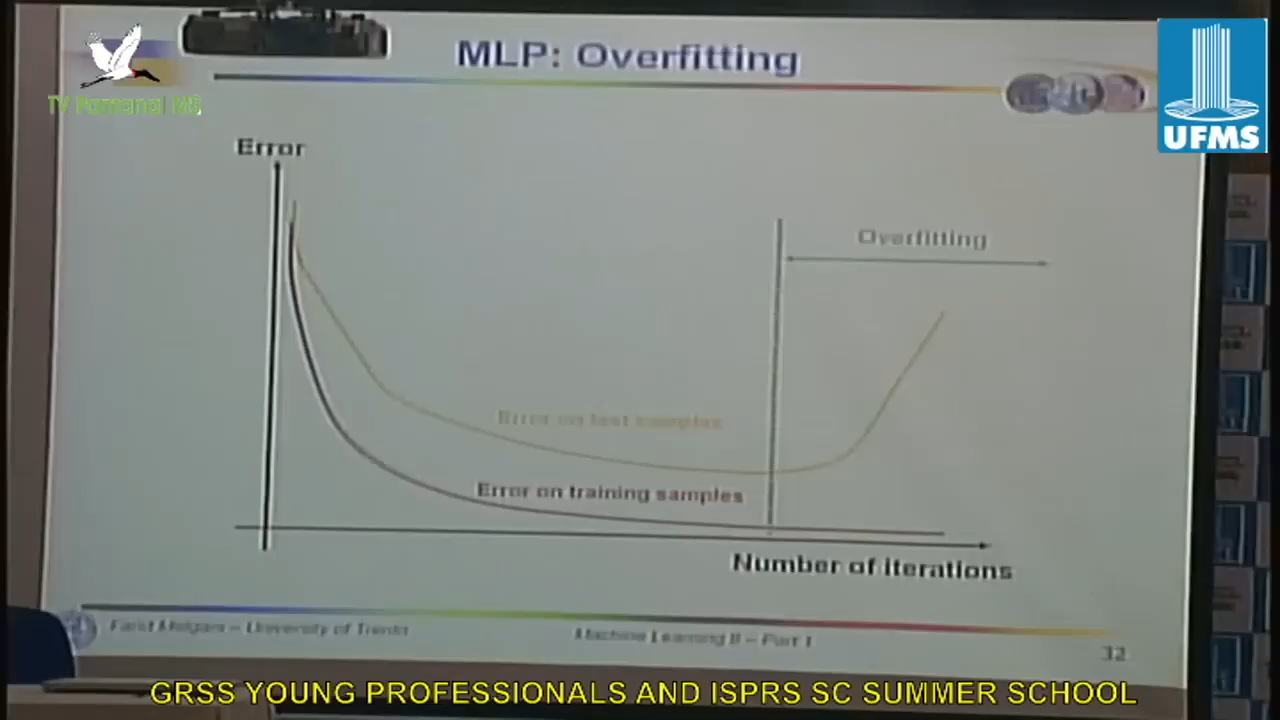 MLP: Overfitting
TV Pantanal MS
UFMS
Error
Overfitting
Error on test samples
Error on training samples
Number of iterations
Farid Melgani – University of Trento
Machine Learning II – Part 1
32
GRSS YOUNG PROFESSIONALS AND ISPRS SC SUMMER SCHOOL